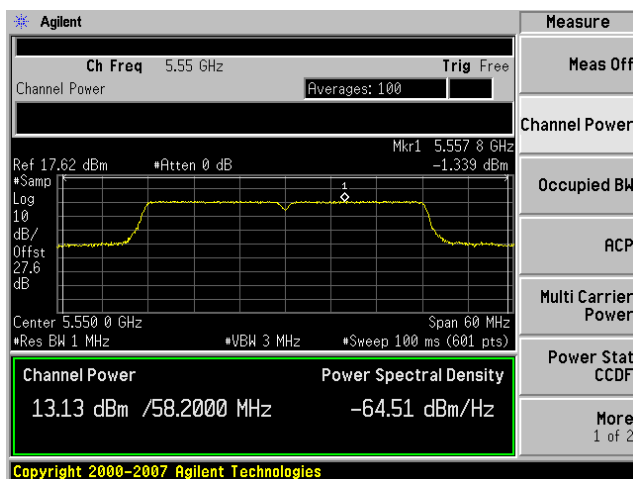 Agilent
Measure
Ch Freq 5.55 GHz Trig Free
Channel Power Averages: 100
Mkr1 5.557 8 GHz
Ref 17.62 dBm #Atten 0 dB -1.339 dBm
#Samp
Log
10
dB/
Offst
27.6
dB
1
Center 5.550 0 GHz Span 60 MHz
#Res BW 1 MHz #VBW 3 MHz #Sweep 100 ms (601 pts)
Channel Power Power Spectral Density
13.13 dBm /58.2000 MHz -64.51 dBm/Hz
Copyright 2000-2007 Agilent Technologies
Meas Off
Channel Power
Occupied BW
ACP
Multi Carrier
Power
Power Stat
CCDF
More
1 of 2